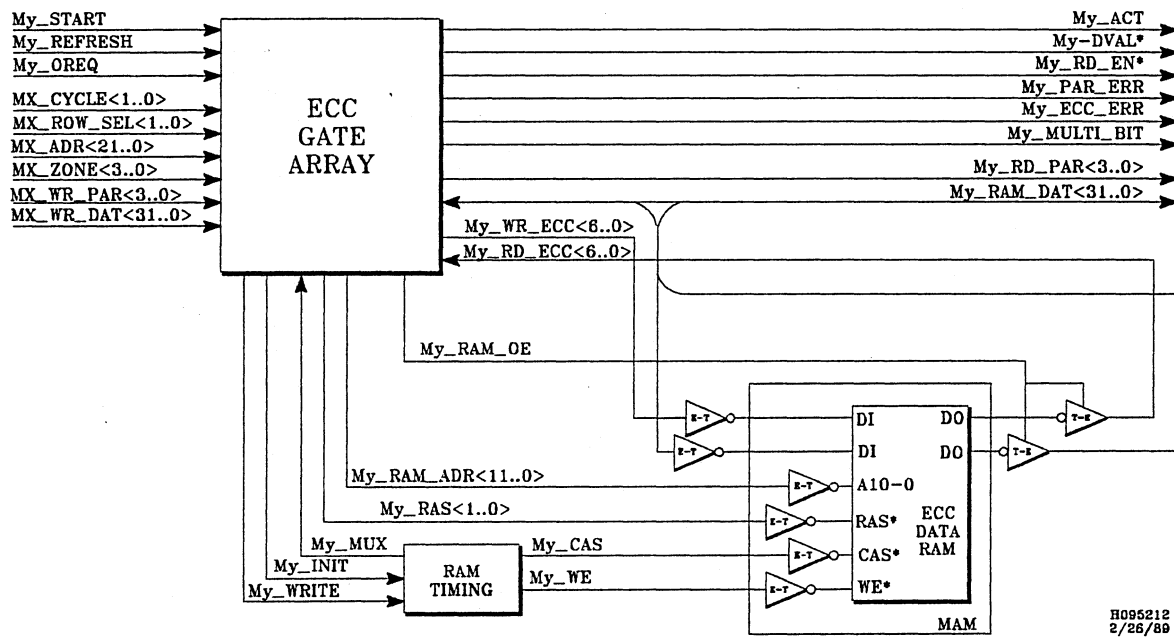 My_START
My_REFRESH
My_OREQ
MX_CYCLE<1..0>
MX_ROW_SEL<1..0>
MX_ADR<21..0>
MX_ZONE<3..0>
MX_WR_PAR<3..0>
MX_WR_DAT<31..0>
ECC
GATE
ARRAY
My_ACT
My-DVAL*
My_RD_EN*
My_PAR_ERR
My_ECC_ERR
My_MULTI_BIT
My_RD_PAR<3..0>
My_RAM_DAT<31..0>
My_WR_ECC<6..0>
My_RD_ECC<6..0>
My_RAM_OE
E-T
DI
DO
T-E
E-T
DI
DO
T-E
My_RAM_ADR<11..0>
E-T
A10-0
My_RAS<1..0>
E-T
RAS*
ECC
DATA
RAM
My_MUX
My_INIT
My_WRITE
RAM
TIMING
My_CAS
E-T
CAS*
My_WE
E-T
WE*
MAM
H095212
2/26/89